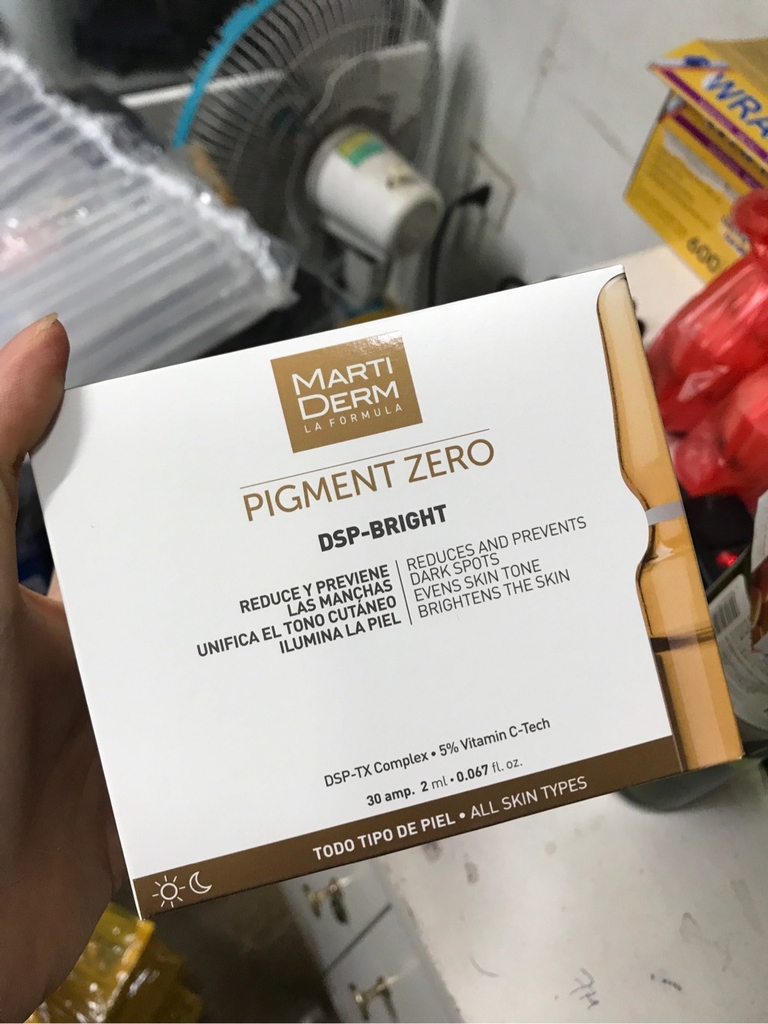 MARTI
DERM
LA FORMULA
PIGMENT ZERO
DSP-BRIGHT
REDUCE Y PREVIENE
LAS MANCHAS
UNIFICA EL TONO CUTÁNEO
ILUMINA LA PIEL
REDUCES AND PREVENTS
DARK SPOTS
EVENS SKIN TONE
BRIGHTENS THE SKIN
DSP-TX Complex • 5% Vitamin C-Tech
30 amp. 2 ml • 0.067 fl. oz.
TODO TIPO DE PIEL • ALL SKIN TYPES
WRA
600